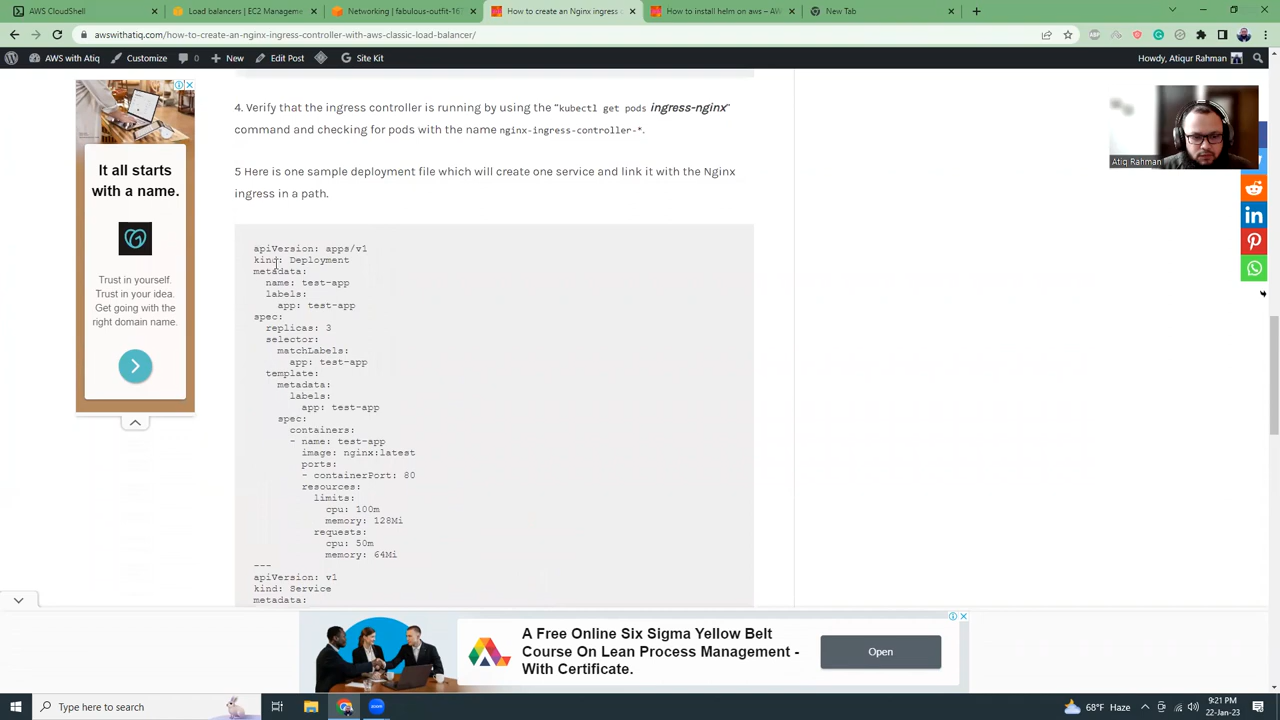 AWS CloudShell
Load balancers | E
fabulous-outfit-167
How to create an Nginx ingress c
How to install helm on AWS – A
New Tab
awswithatiq.com/how-to-create-an-nginx-ingress-controller-with-aws-classic-load-balancer/
AWS with Atiq
Customize
0
New
Edit Post
Site Kit
Howdy, Atiqur Rahman
4. Verify that the ingress controller is running by using the “kubectl get pods ingress-nginx”
command and checking for pods with the name nginx-ingress-controller-*.
5 Here is one sample deployment file which will create one service and link it with the Nginx
ingress in a path.
apiVersion: apps/v1
kind: Deployment
metadata:
name: test-app
labels:
app: test-app
spec:
replicas: 3
selector:
matchLabels:
app: test-app
template:
metadata:
labels:
app: test-app
spec:
containers:
- name: test-app
image: nginx:latest
ports:
- containerPort: 80
resources:
limits:
cpu: 100m
memory: 128Mi
requests:
cpu: 50m
memory: 64Mi
---
apiVersion: v1
kind: Service
metadata:
It all starts
with a name.
Trust in yourself.
Trust in your idea.
Get going with the
right domain name.
Atiq Rahman
A Free Online Six Sigma Yellow Belt
Course On Lean Process Management -
With Certificate.
Open
Type here to search
68°F Haze
9:21 PM
22-Jan-23